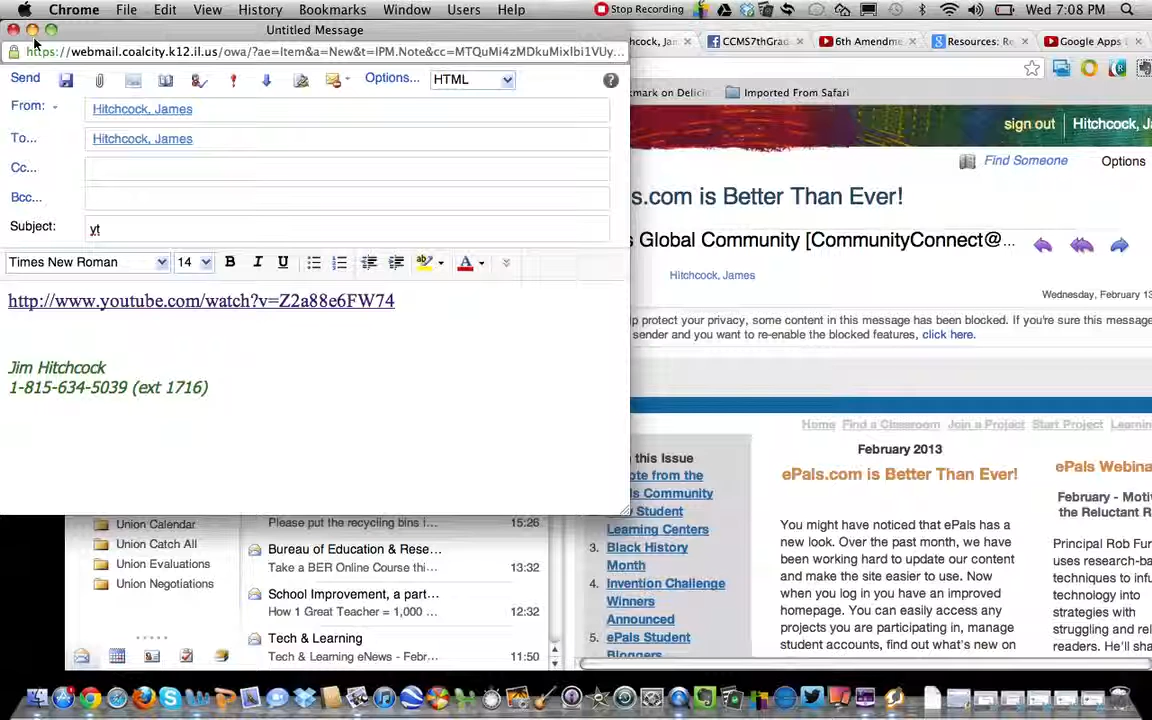 Chrome File Edit View History Bookmarks Window Users Help Stop Recording Wed 7:08 PM
Untitled Message
https://webmail.coalcity.k12.il.us/owa/?ae=Item&a=New&t=IPM.Note&cc=MTQuMi4zMDkuMixlbi1VUy...
hcock, Jan CCMS7thGrad 6th Amendme Resources: Re Google Apps
Send Options... HTML
mark on Delicio Imported From Safari
From: Hitchcock, James
sign out Hitchcock, Ja
To... Hitchcock, James
Find Someone Options
Cc...
Bcc...
s.com is Better Than Ever!
Subject: yt
s Global Community [CommunityConnect@...
Times New Roman 14 B I U
Hitchcock, James
Wednesday, February 13
http://www.youtube.com/watch?v=Z2a88e6FW74
lp protect your privacy, some content in this message has been blocked. If you're sure this message
sender and you want to re-enable the blocked features, click here.
Jim Hitchcock
1-815-634-5039 (ext 1716)
Home Find a Classroom Join a Project Start Project Learnin
February 2013
ePals.com is Better Than Ever!
ePals Webina
this Issue
ote from the
ls Community
w Student
Learning Centers
3. Black History
Month
4. Invention Challenge
Winners
Announced
5. ePals Student
Bloggers
You might have noticed that ePals has a
new look. Over the past month, we have
been working hard to update our content
and make the site easier to use. Now
when you log in you have an improved
homepage. You can easily access any
projects you are participating in, manage
student accounts, find out what's new on
February - Motiv
the Reluctant R
Principal Rob Fur
uses research-ba
techniques to infu
technology into
strategies with
struggling and rel
readers. He'll sha
Union Calendar
Union Catch All
Union Evaluations
Union Negotiations
Please put the recycling bins i... 15:26
Bureau of Education & Rese...
Take a BER Online Course thi... 13:32
School Improvement, a part...
How 1 Great Teacher = 1,000 ... 12:32
Tech & Learning
Tech & Learning eNews - Febr... 11:50